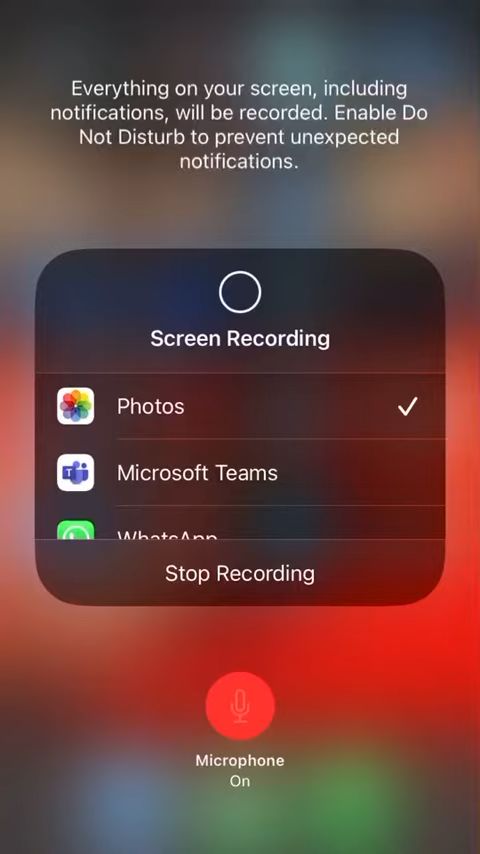 Everything on your screen, including
notifications, will be recorded. Enable Do
Not Disturb to prevent unexpected
notifications.
Screen Recording
Photos
Microsoft Teams
WhatsApp
Stop Recording
Microphone
On